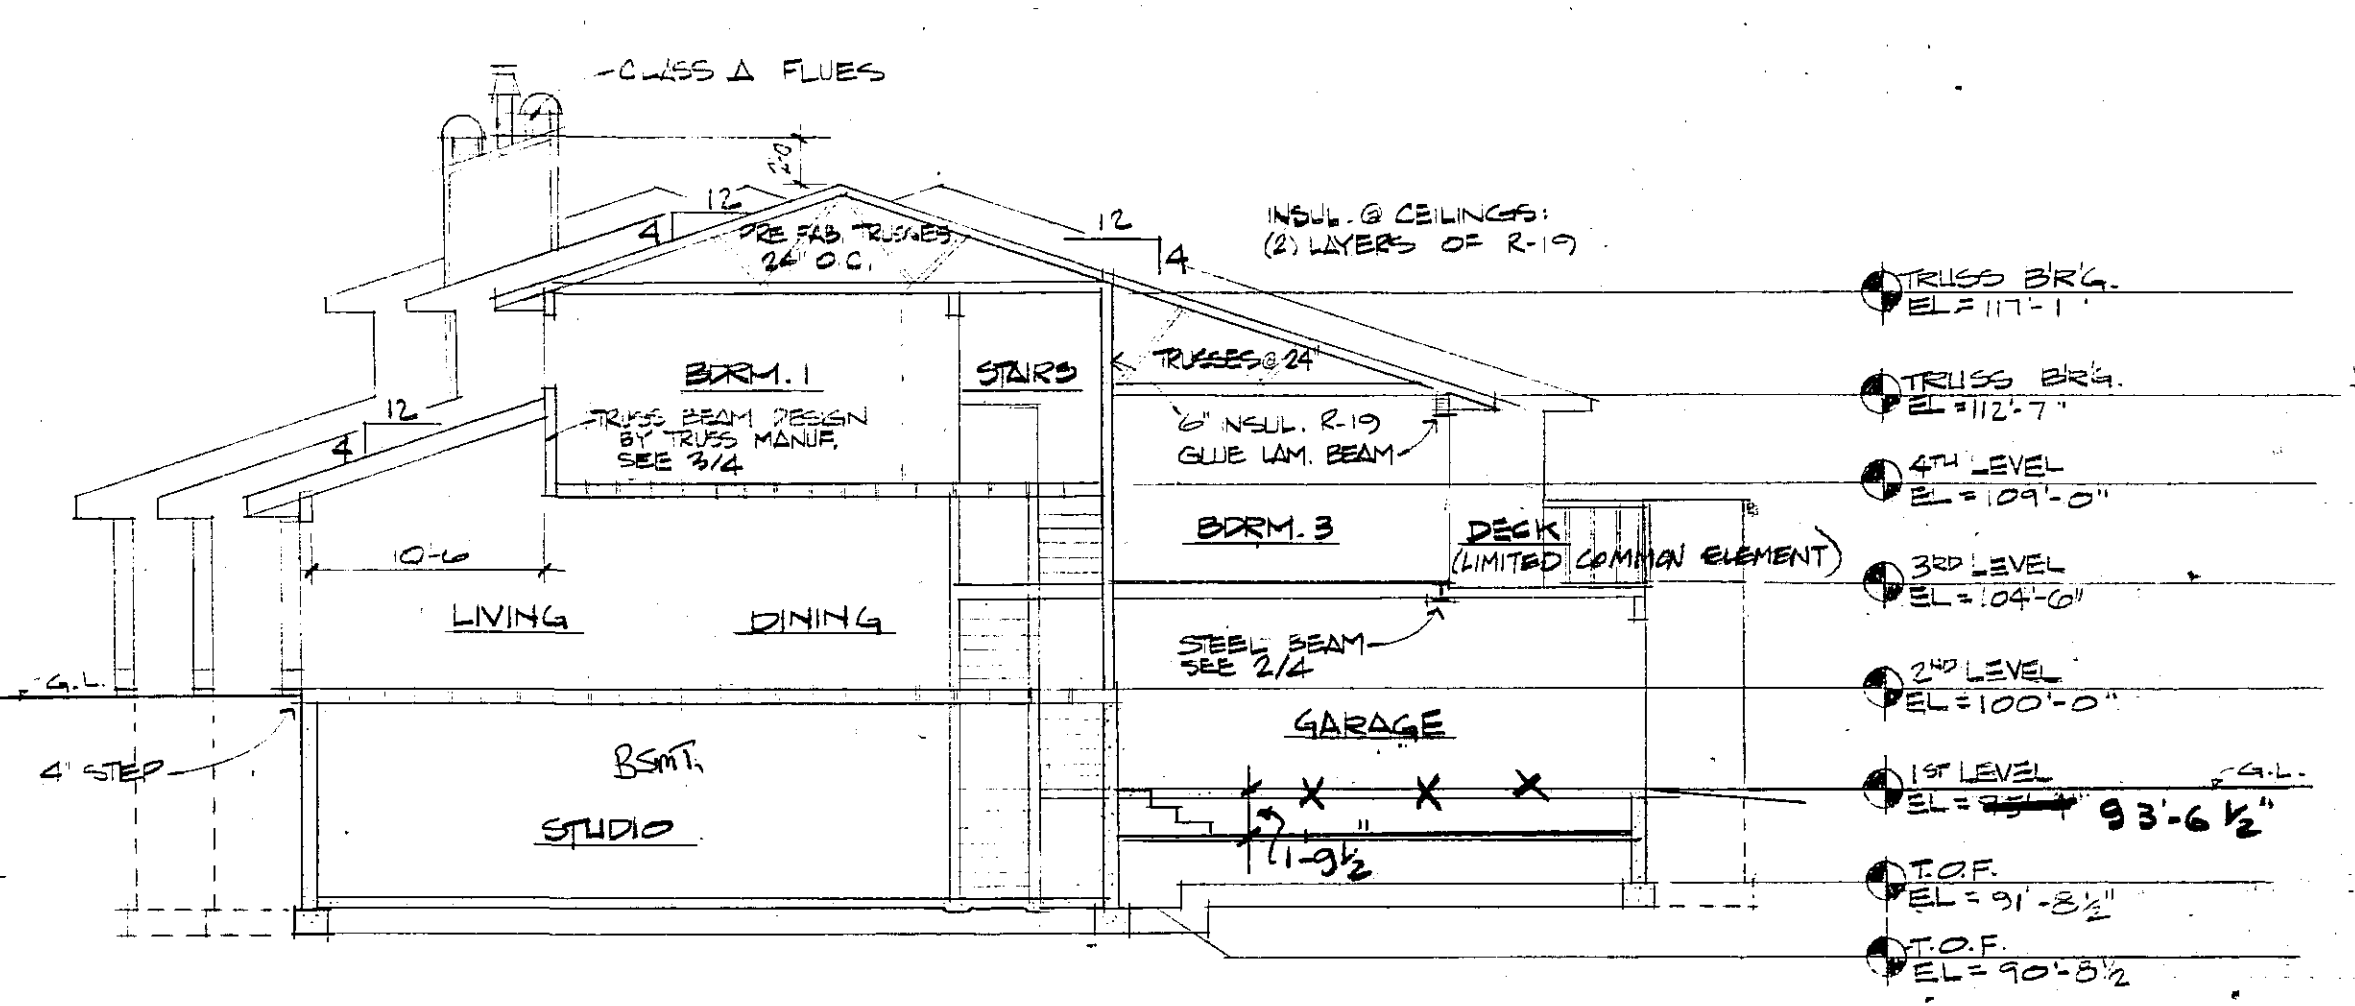 CLASS A FLUES
2-0
12
4
PRE FAB. TRUSSES
24" O.C.
12
4
INSUL. @ CEILINGS:
(2) LAYERS OF R-19
TRUSS B'R'G.
EL = 117'-1"
BDRM. 1
STAIRS
TRUSSES @ 24"
TRUSS B'R'G.
EL = 112'-7"
12
4
TRUSS BEAM DESIGN
BY TRUSS MANUF.
SEE 3/4
6" INSUL. R-19
GLUE LAM. BEAM
4TH LEVEL
EL = 109'-0"
BDRM. 3
DECK
(LIMITED COMMON ELEMENT)
10-6
3RD LEVEL
EL = 104'-6"
LIVING
DINING
STEEL BEAM
SEE 2/4
G.L.
2ND LEVEL
EL = 100'-0"
GARAGE
4" STEP
BSmT.
STUDIO
1ST LEVEL
G.L.
EL =
93'-6 1/2"
1-9 1/2"
T.O.F.
EL = 91'-8 1/2"
T.O.F.
EL = 90'-8 1/2